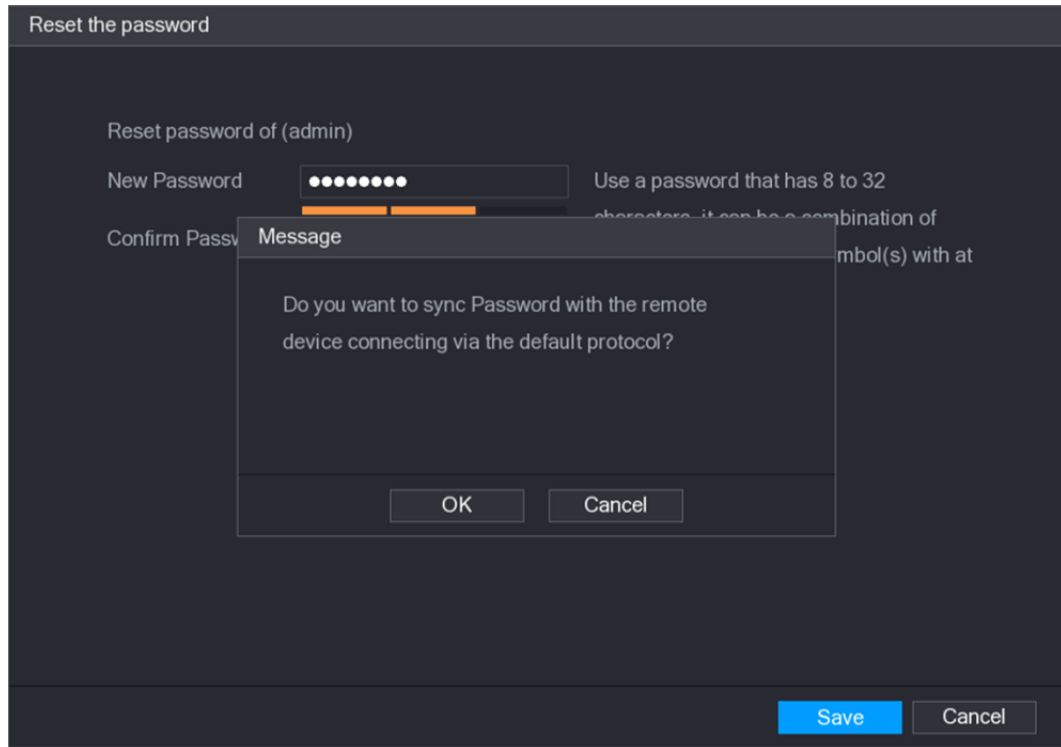 Reset the password
Reset password of (admin)
New Password ●●●●●●●● Use a password that has 8 to 32
combination of
Confirm
with at
Message
Do you want to sync Password with the remote
device connecting via the default protocol?
OK Cancel
Save Cancel